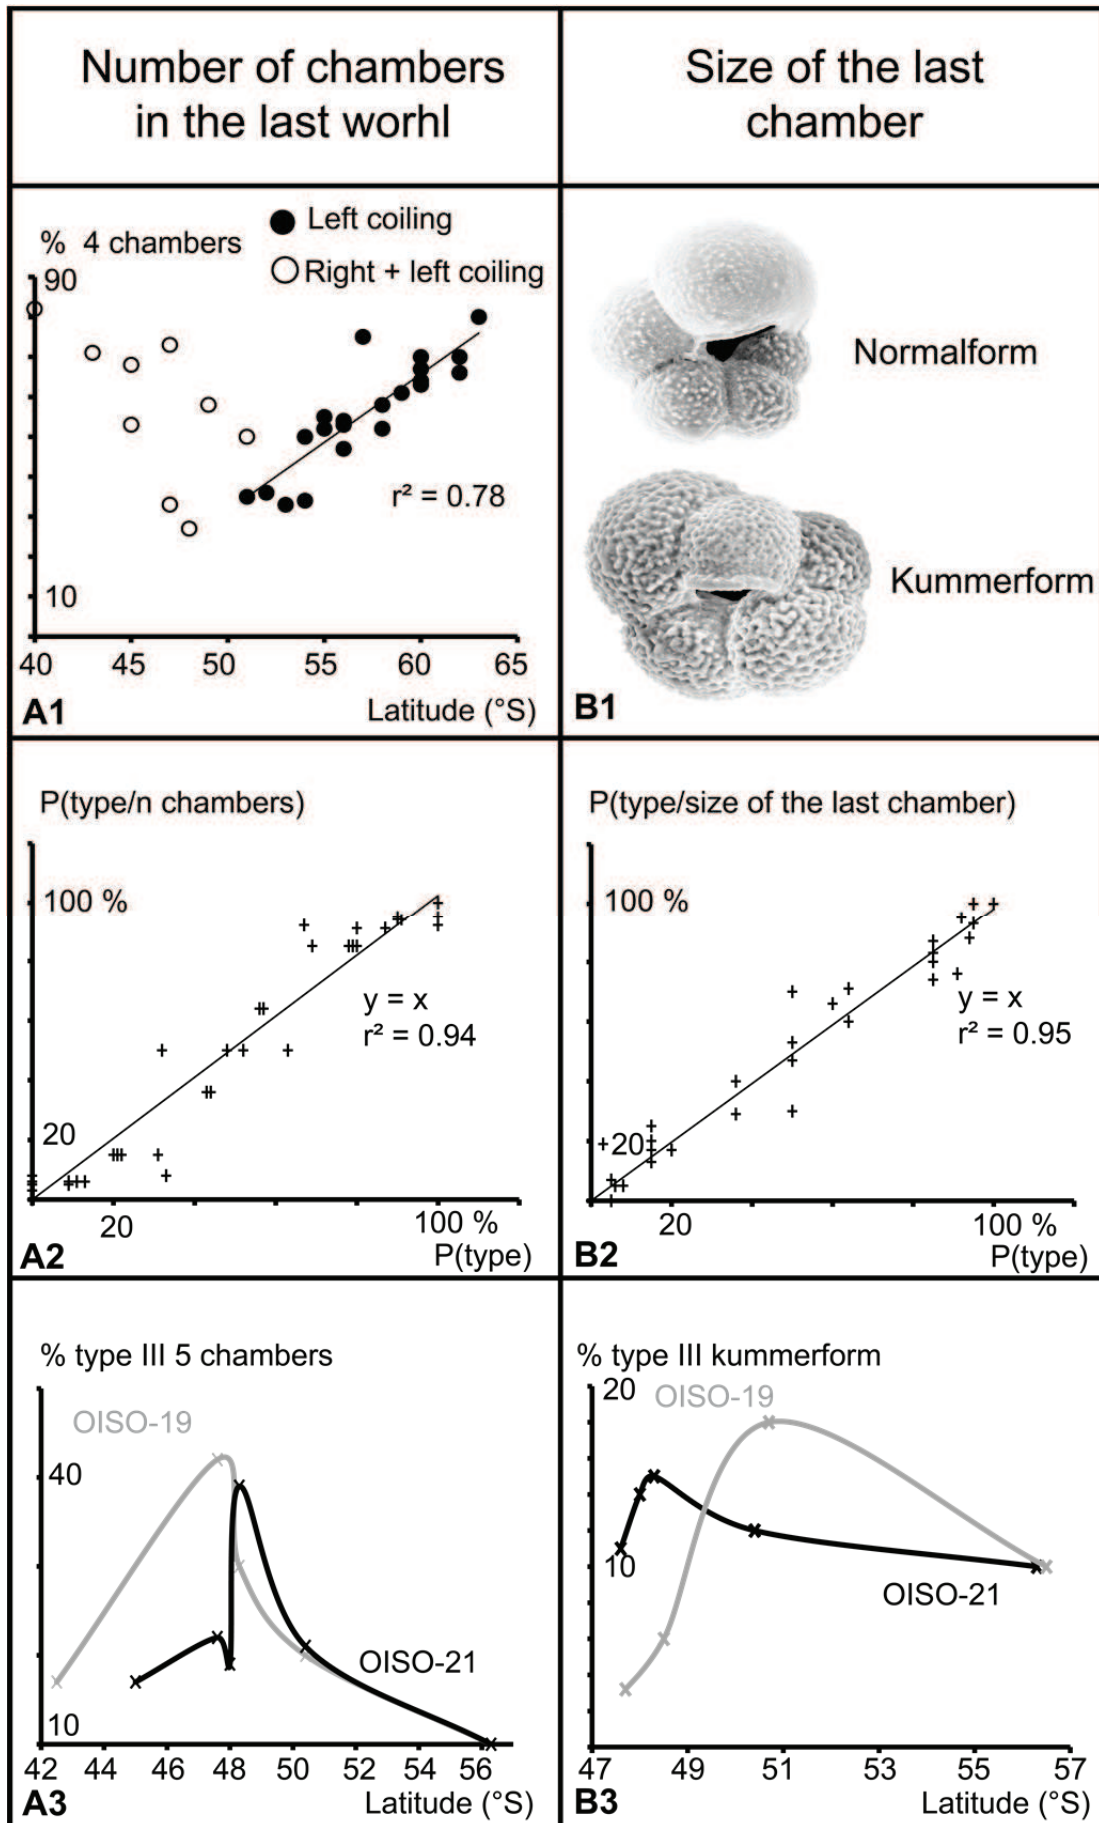 Number of chambers
in the last worhl
Size of the last
chamber
% 4 chambers
Left coiling
Right + left coiling
90
10
r² = 0.78
40 45 50 55 60 65
Latitude (°S)
A1
Normalform
Kummerform
B1
P(type/n chambers)
100 %
y = x
r² = 0.94
20
20 100 %
P(type)
A2
P(type/size of the last chamber)
100 %
y = x
r² = 0.95
20
20 100 %
P(type)
B2
% type III 5 chambers
OISO-19
40
OISO-21
10
42 44 46 48 50 52 54 56
Latitude (°S)
A3
% type III kummerform
20
OISO-19
10
OISO-21
47 49 51 53 55 57
Latitude (°S)
B3